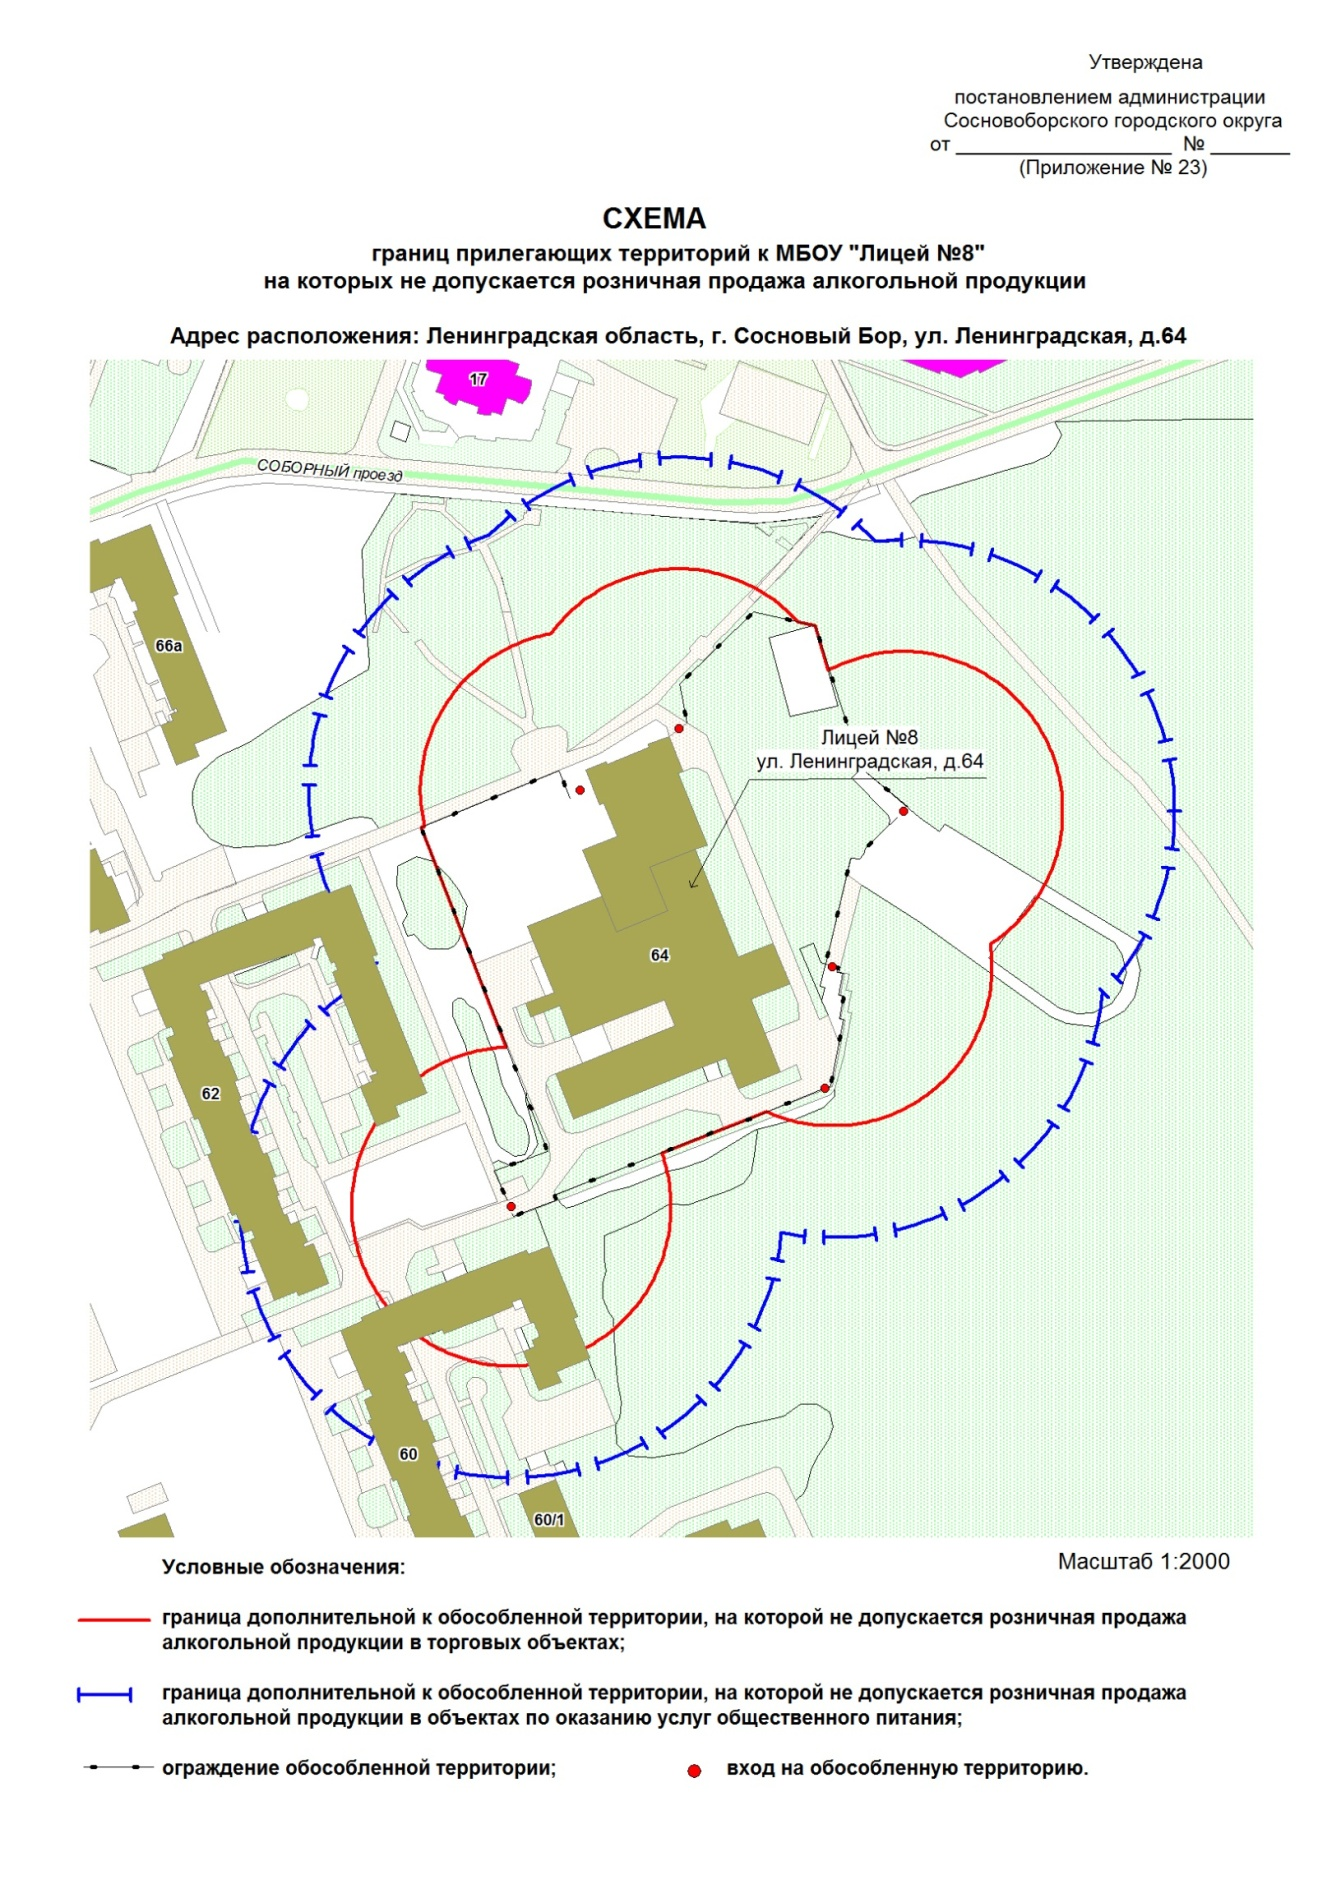 Утверждена
постановлением администрации
Сосновоборского городского округа
от ____________________ № ________
(Приложение № 23)
СХЕМА
границ прилегающих территорий к МБОУ "Лицей №8"
на которых не допускается розничная продажа алкогольной продукции
Адрес расположения: Ленинградская область, г. Сосновый Бор, ул. Ленинградская, д.64
17
СОБОРНЫЙ проезд
66а
Лицей №8
ул. Ленинградская, д.64
64
62
60
60/1
Условные обозначения:
Масштаб 1:2000
граница дополнительной к обособленной территории, на которой не допускается розничная продажа
алкогольной продукции в торговых объектах;
граница дополнительной к обособленной территории, на которой не допускается розничная продажа
алкогольной продукции в объектах по оказанию услуг общественного питания;
ограждение обособленной территории;
вход на обособленную территорию.